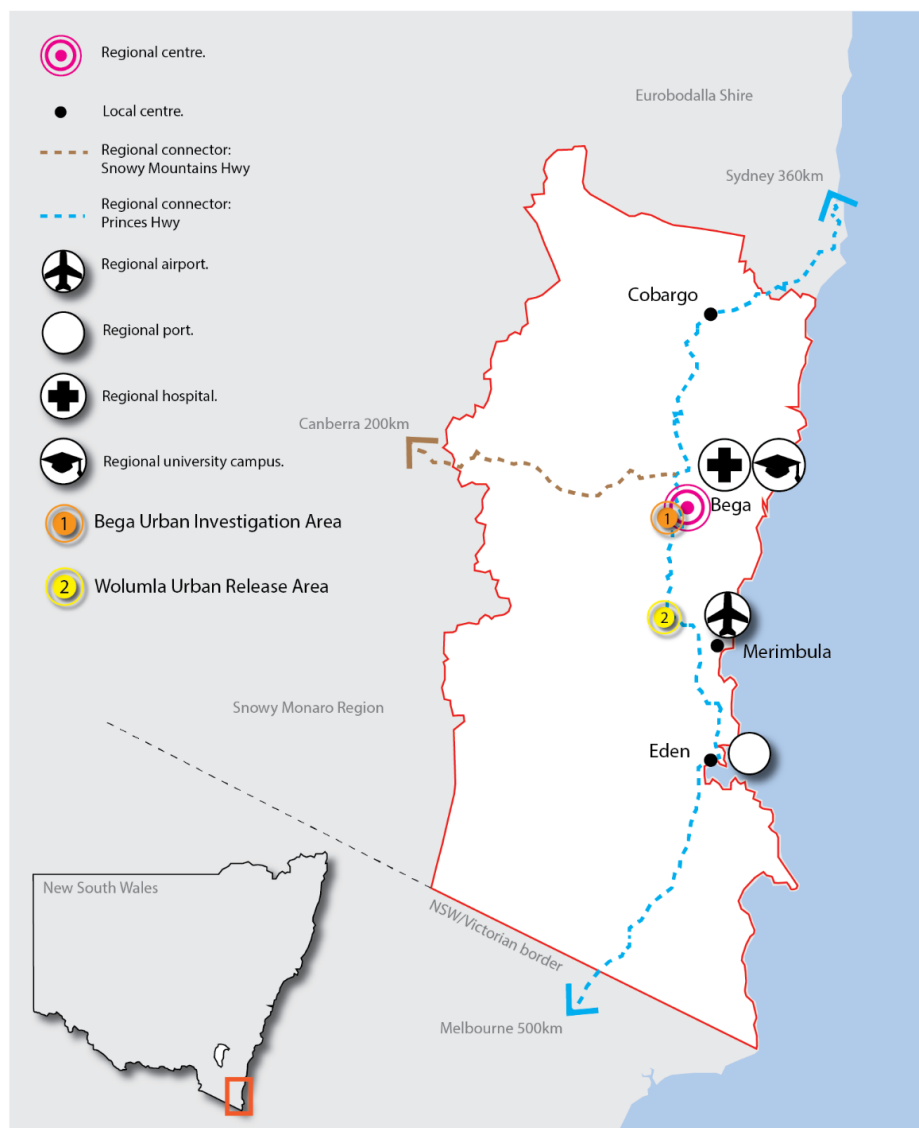 Regional centre.
Local centre.
Regional connector:
Snowy Mountains Hwy
Regional connector:
Princes Hwy
Regional airport.
Regional port.
Regional hospital.
Regional university campus.
1
Bega Urban Investigation Area
2
Wolumla Urban Release Area
Eurobodalla Shire
Sydney 360km
Cobargo
Canberra 200km
Bega
1
2
Merimbula
Snowy Monaro Region
Eden
NSW/Victorian border
Melbourne 500km
New South Wales